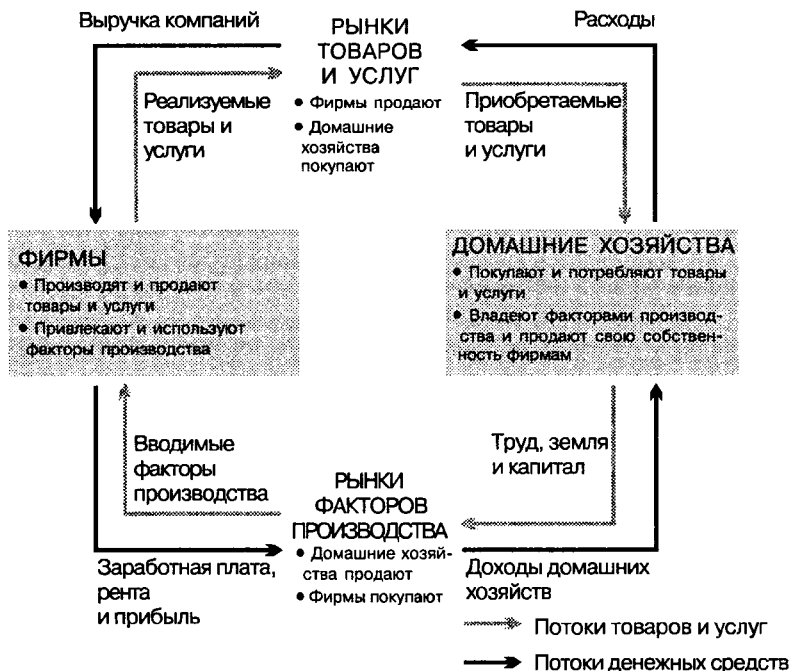 Выручка компаний
РЫНКИ
ТОВАРОВ
И УСЛУГ
• Фирмы продают
• Домашние
хозяйства
покупают
Расходы
Реализуемые
товары и
услуги
Приобретаемые
товары
и услуги
ФИРМЫ
• Производят и продают
товары и услуги
• Привлекают и используют
факторы производства
ДОМАШНИЕ ХОЗЯЙСТВА
• Покупают и потребляют товары
и услуги
• Владеют факторами производ-
ства и продают свою собствен-
ность фирмам
Вводимые
факторы
производства
Труд, земля
и капитал
РЫНКИ
ФАКТОРОВ
ПРОИЗВОДСТВА
• Домашние хозяй-
ства продают
• Фирмы покупают
Заработная плата,
рента
и прибыль
Доходы домашних
хозяйств
Потоки товаров и услуг
Потоки денежных средств